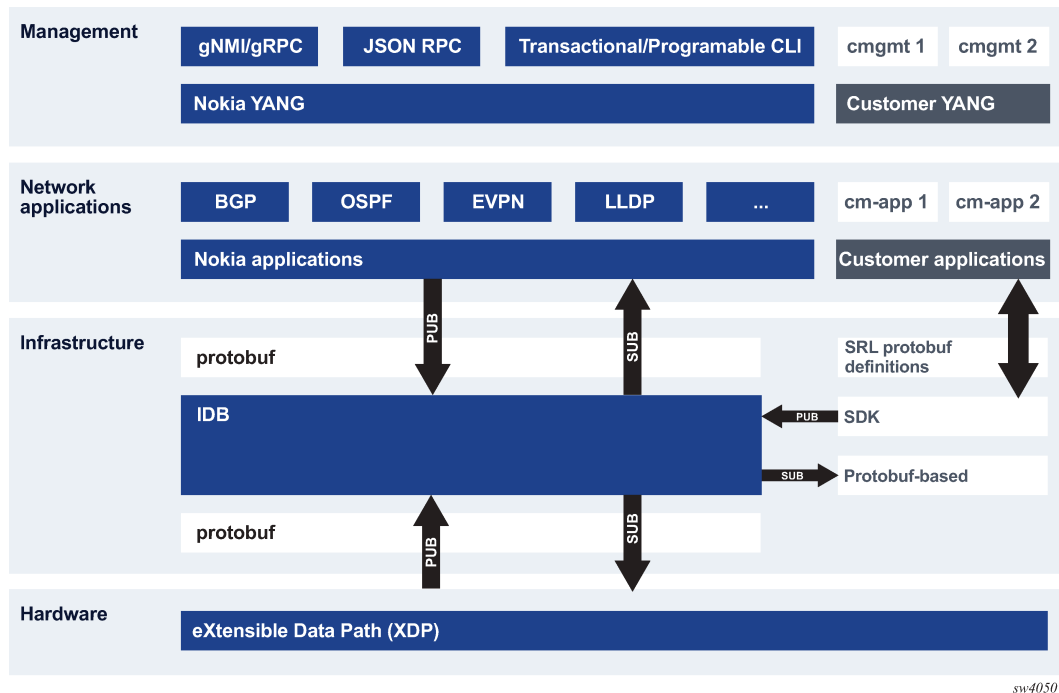 Management
gNMI/gRPC
JSON RPC
Transactional/Programable CLI
cmgmt 1
cmgmt 2
Nokia YANG
Customer YANG
Network
applications
BGP
OSPF
EVPN
LLDP
...
cm-app 1
cm-app 2
Nokia applications
Customer applications
PUB
SUB
Infrastructure
protobuf
SRL protobuf
definitions
IDB
PUB
SDK
SUB
Protobuf-based
protobuf
PUB
SUB
Hardware
eXtensible Data Path (XDP)
sw4050